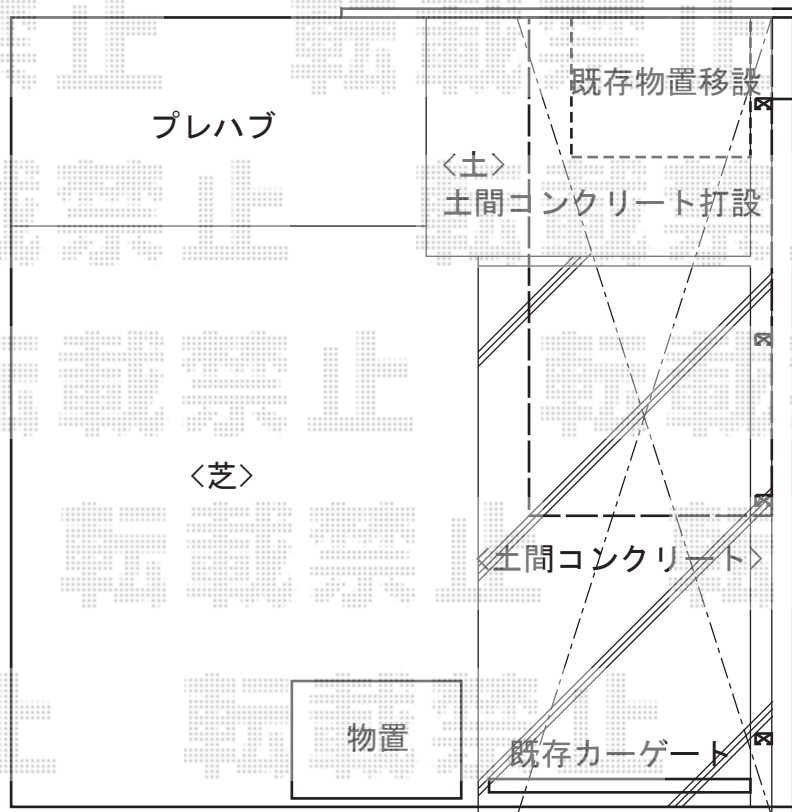 既存物置移設
プレハブ
〈土〉
土間コンクリート打設
〈芝〉
〈土間コンクリート〉
物置
既存カーゲート
転載禁止